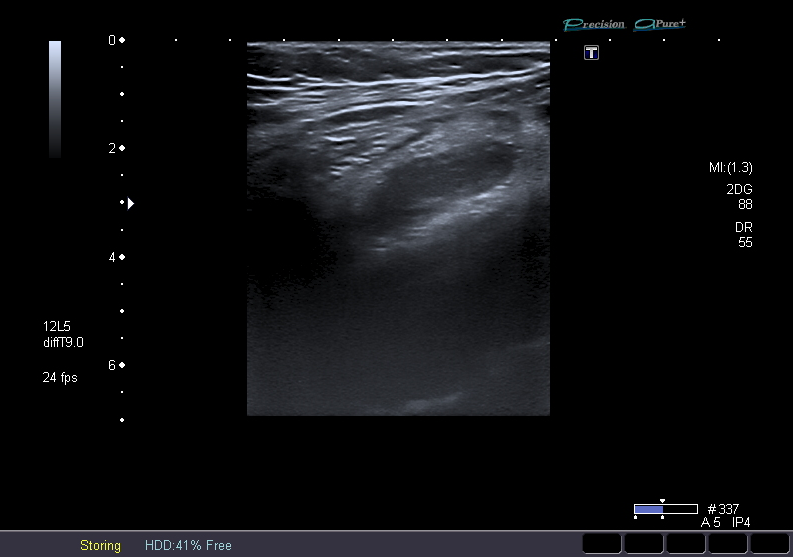 Precision APure+
0
T
2
MI:(1.3)
2DG
88
DR
55
4
12L5
diffT9.0
6
24 fps
#337
A 5 IP4
Storing HDD:41% Free